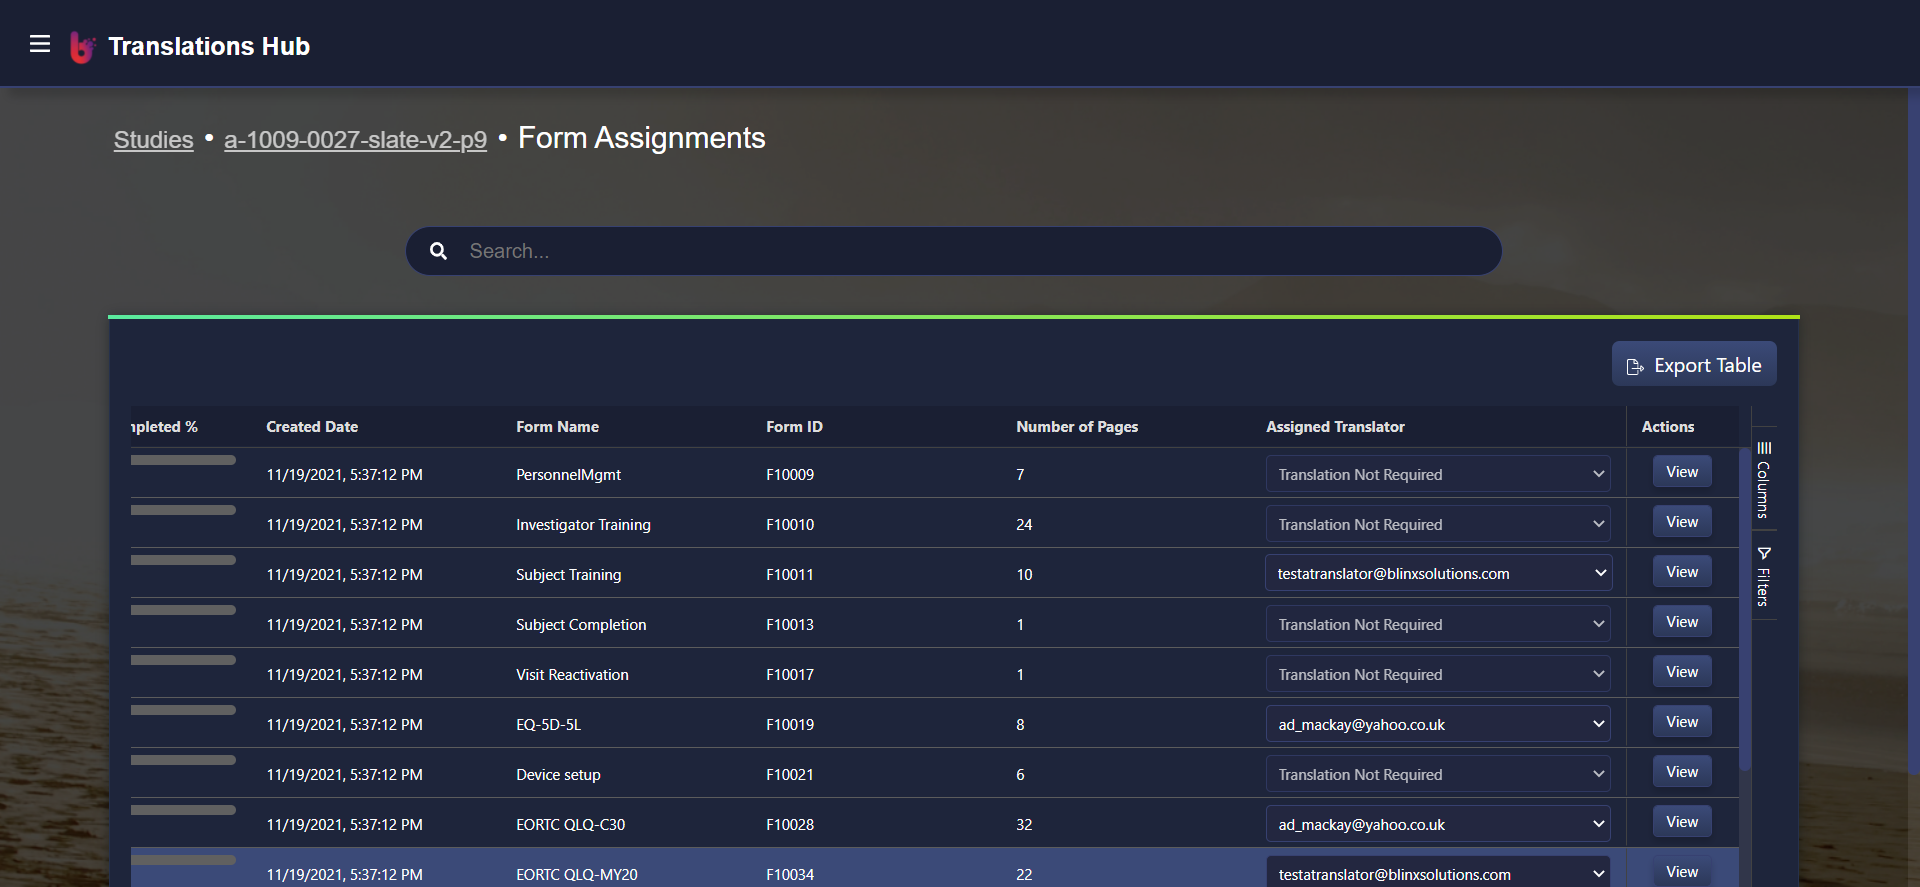 Translations Hub
Studies • a-1009-0027-slate-v2-p9 • Form Assignments
Search...
Export Table
mpleted % Created Date Form Name Form ID Number of Pages Assigned Translator Actions
11/19/2021, 5:37:12 PM PersonnelMgmt F10009 7 Translation Not Required View
11/19/2021, 5:37:12 PM Investigator Training F10010 24 Translation Not Required View
11/19/2021, 5:37:12 PM Subject Training F10011 10 testatranslator@blinxsolutions.com View
11/19/2021, 5:37:12 PM Subject Completion F10013 1 Translation Not Required View
11/19/2021, 5:37:12 PM Visit Reactivation F10017 1 Translation Not Required View
11/19/2021, 5:37:12 PM EQ-5D-5L F10019 8 ad_mackay@yahoo.co.uk View
11/19/2021, 5:37:12 PM Device setup F10021 6 Translation Not Required View
11/19/2021, 5:37:12 PM EORTC QLQ-C30 F10028 32 ad_mackay@yahoo.co.uk View
11/19/2021, 5:37:12 PM EORTC QLQ-MY20 F10034 22 testatranslator@blinxsolutions.com View
Columns
Filters